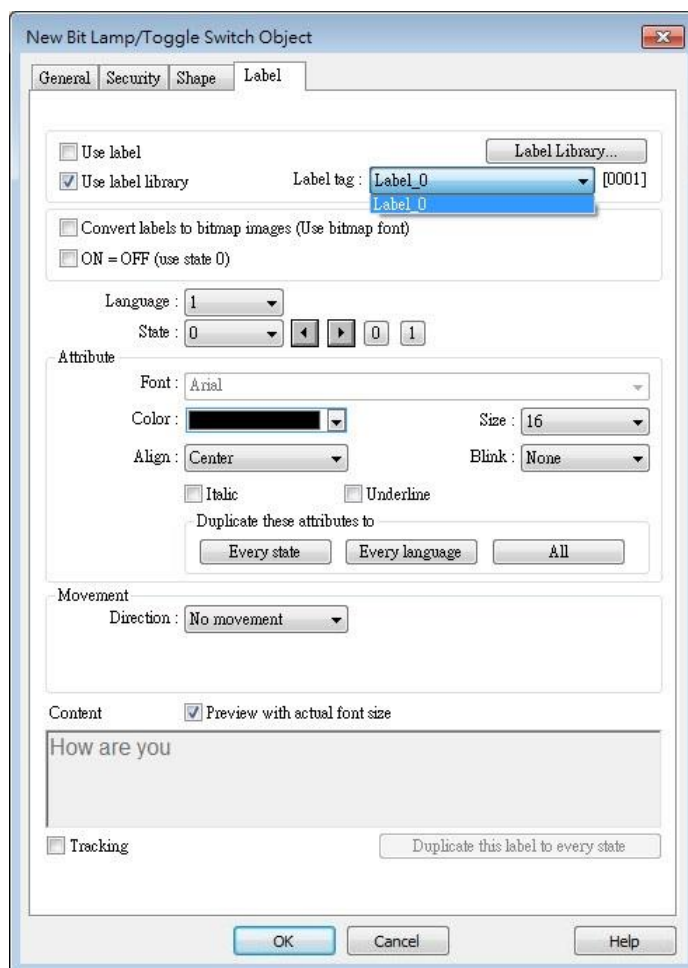 New Bit Lamp/Toggle Switch Object
General Security Shape Label
Use label Label Library...
Use label library Label tag : Label_0 [0001]
Label_0
Convert labels to bitmap images (Use bitmap font)
ON = OFF (use state 0)
Language : 1
State : 0 0 1
Attribute
Font : Arial
Color : Size : 16
Align : Center Blink : None
Italic Underline
Duplicate these attributes to
Every state Every language All
Movement
Direction : No movement
Content Preview with actual font size
How are you
Tracking Duplicate this label to every state
OK Cancel Help